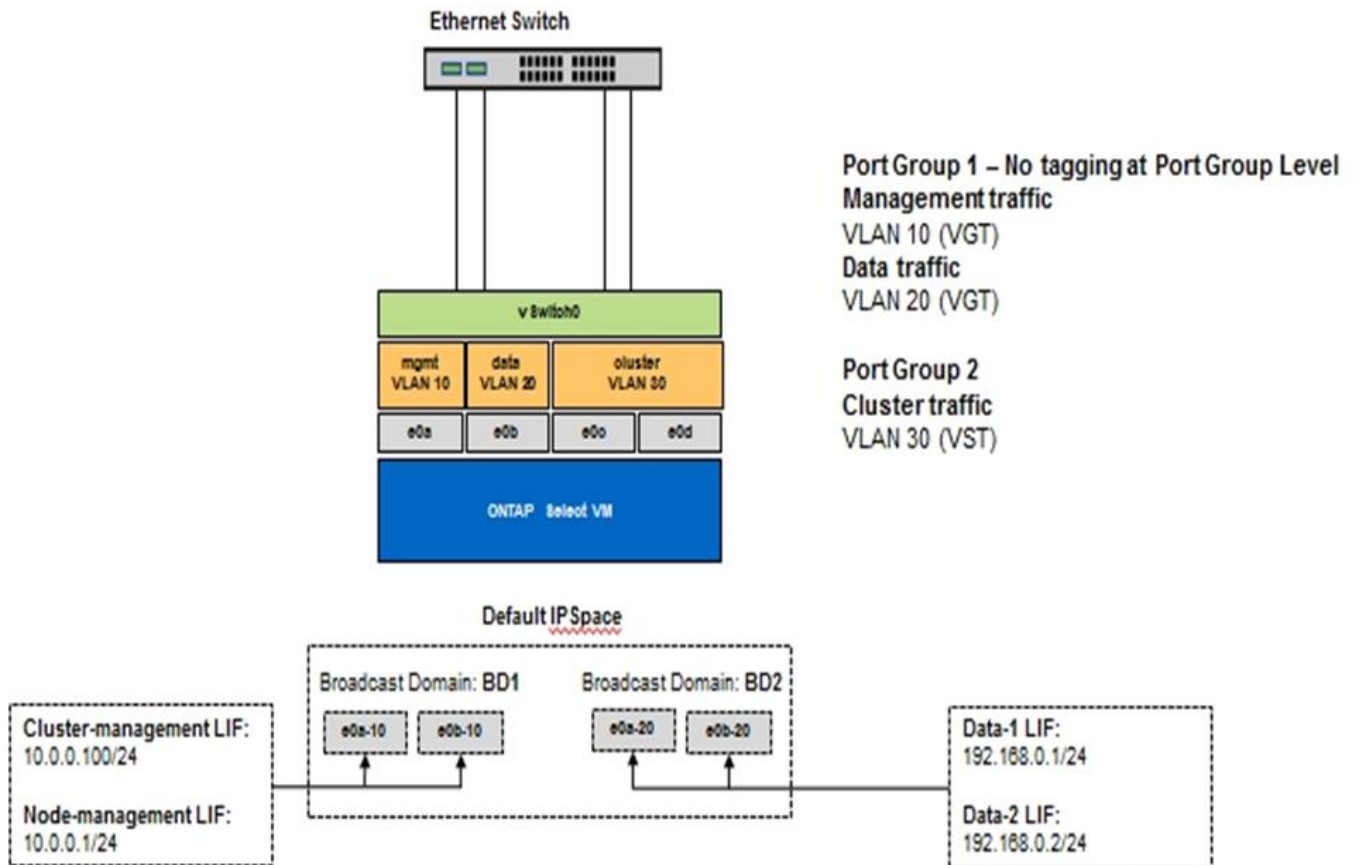 Ethernet Switch
Port Group 1 – No tagging at Port Group Level
Management traffic
VLAN 10 (VGT)
Data traffic
VLAN 20 (VGT)
Port Group 2
Cluster traffic
VLAN 30 (VST)
vSwitch0
mgmt
VLAN 10
data
VLAN 20
cluster
VLAN 30
e0a
e0b
e0c
e0d
ONTAP Select VM
Default IPSpace
Broadcast Domain: BD1
Broadcast Domain: BD2
e0a-10
e0b-10
e0a-20
e0b-20
Cluster-management LIF:
10.0.0.100/24
Node-management LIF:
10.0.0.1/24
Data-1 LIF:
192.168.0.1/24
Data-2 LIF:
192.168.0.2/24